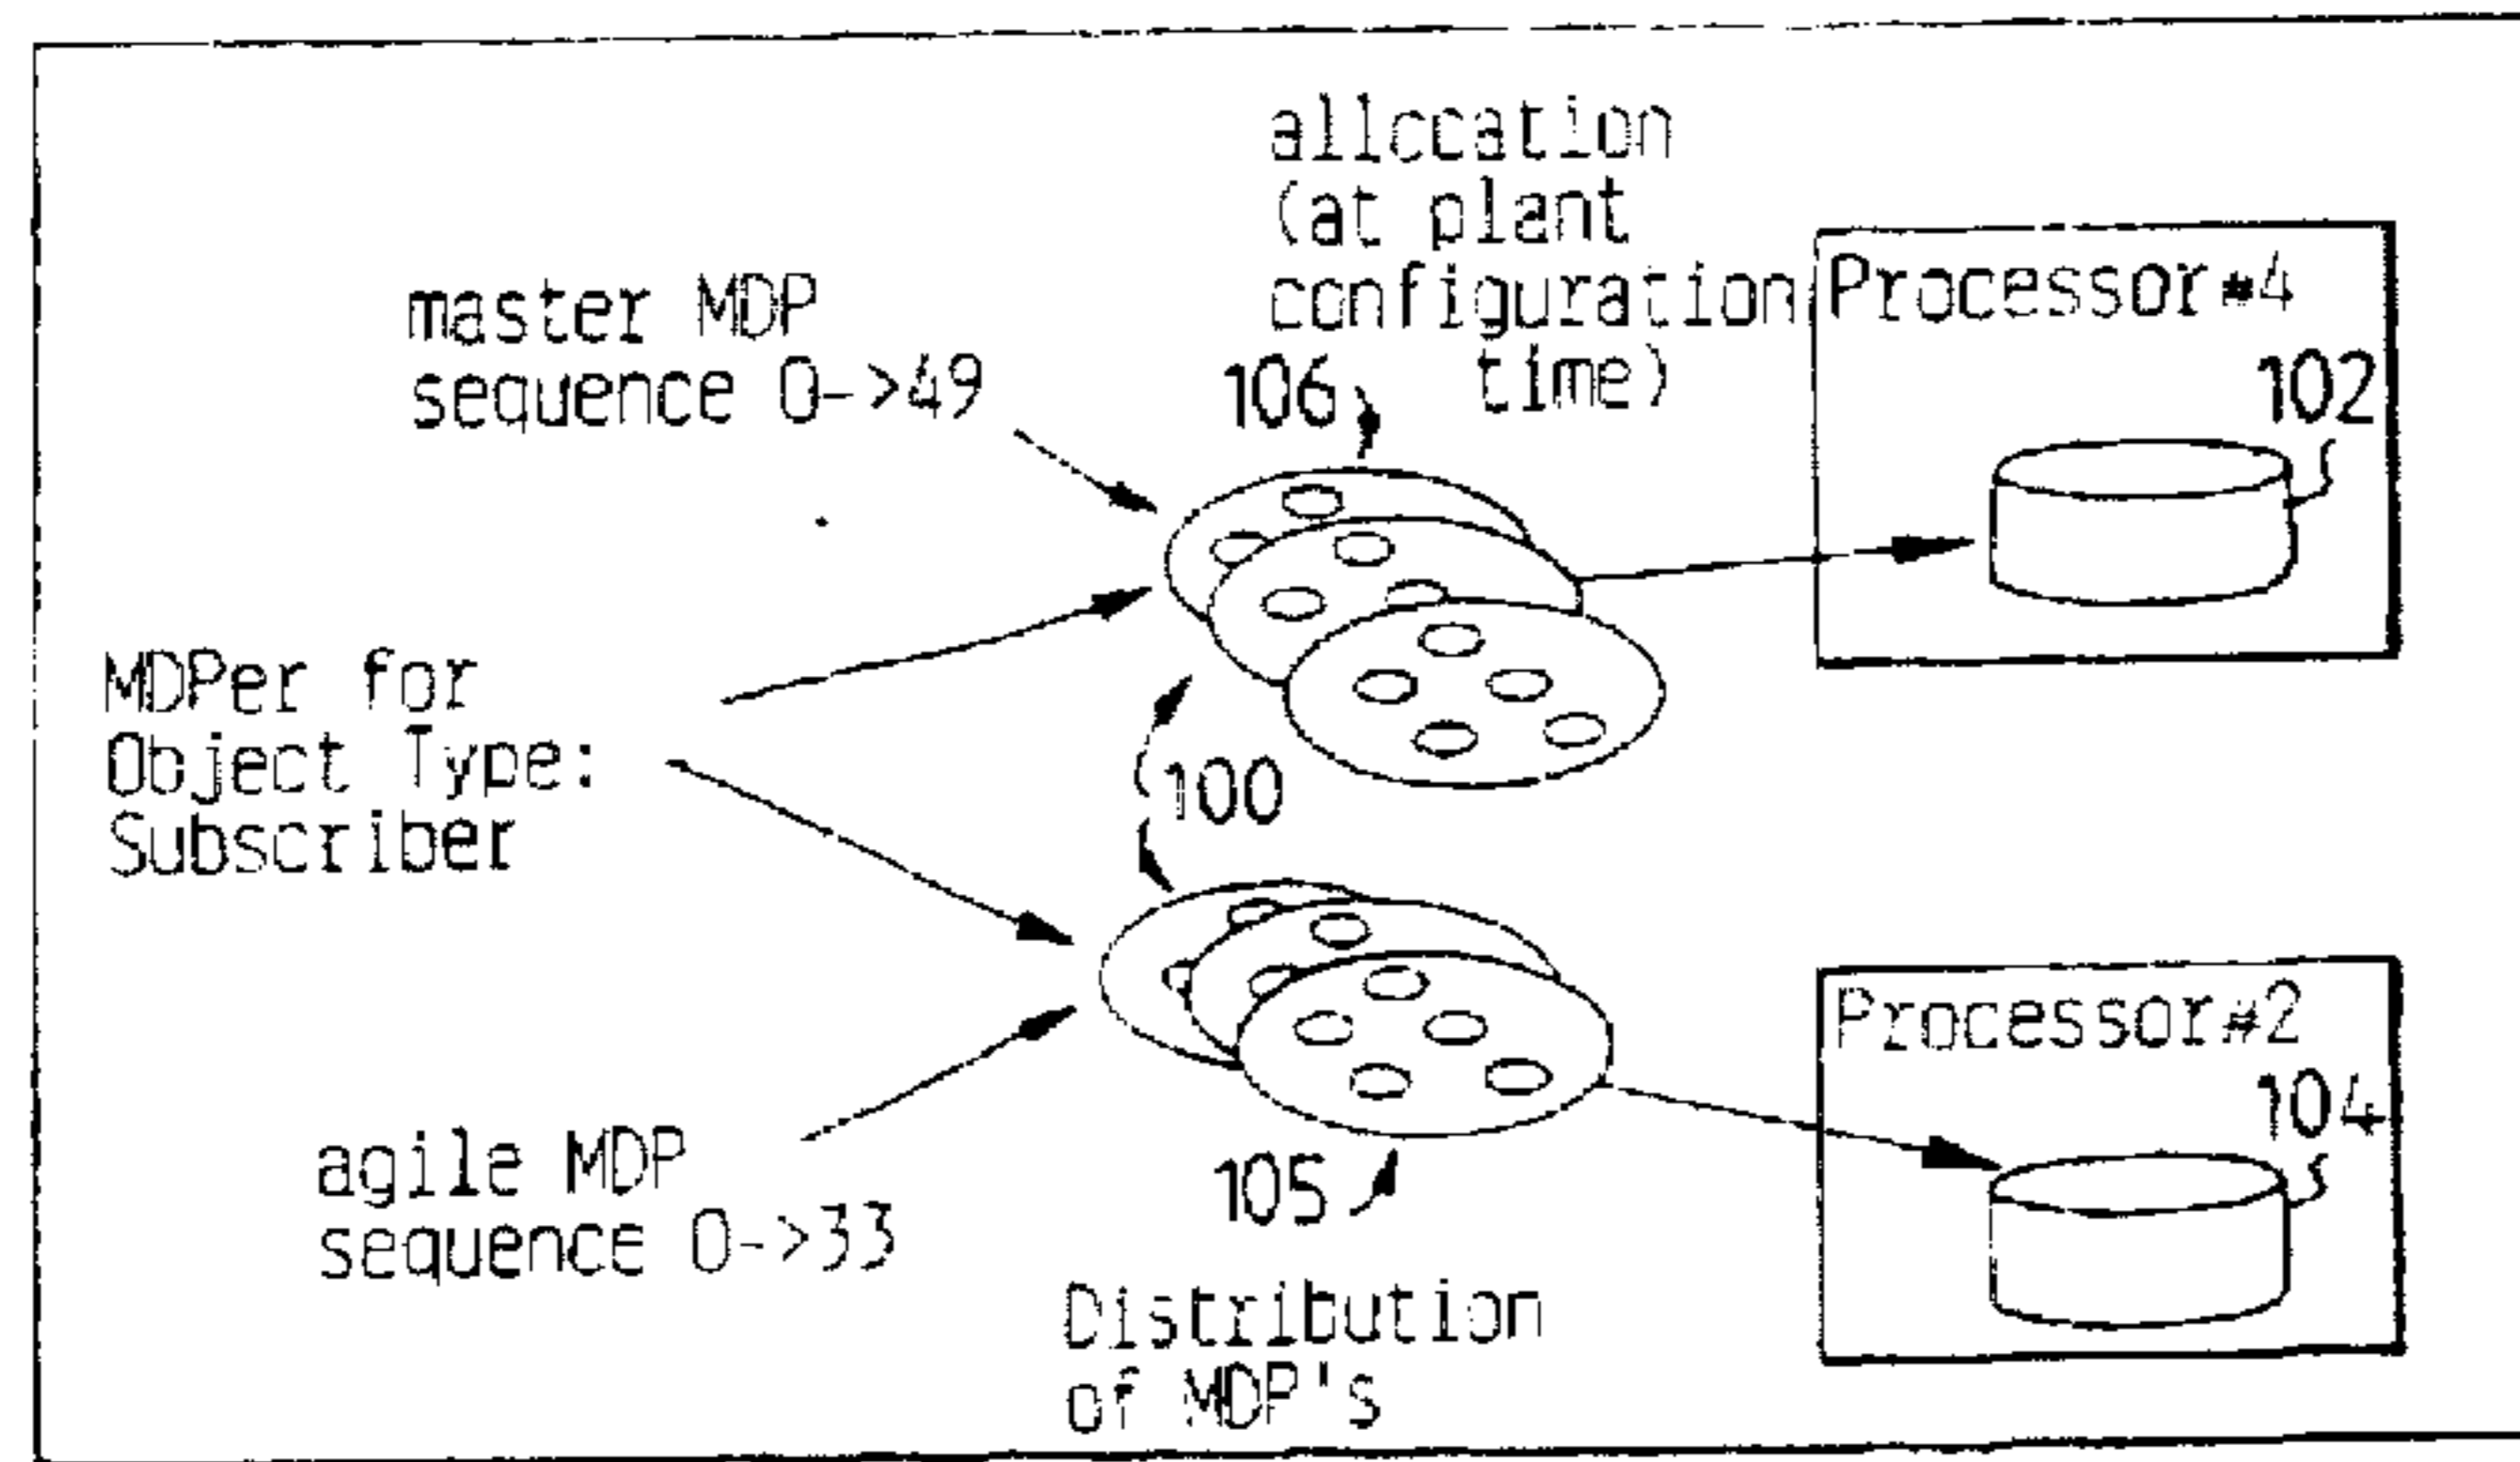 allocation
(at plant
configuration
time)
106
master MDP
sequence 0->49
Processor#4
102
MDPer for
Object Type:
Subscriber
100
Processor#2
104
agile MDP
sequence 0->33
105
Distribution
of MDP's